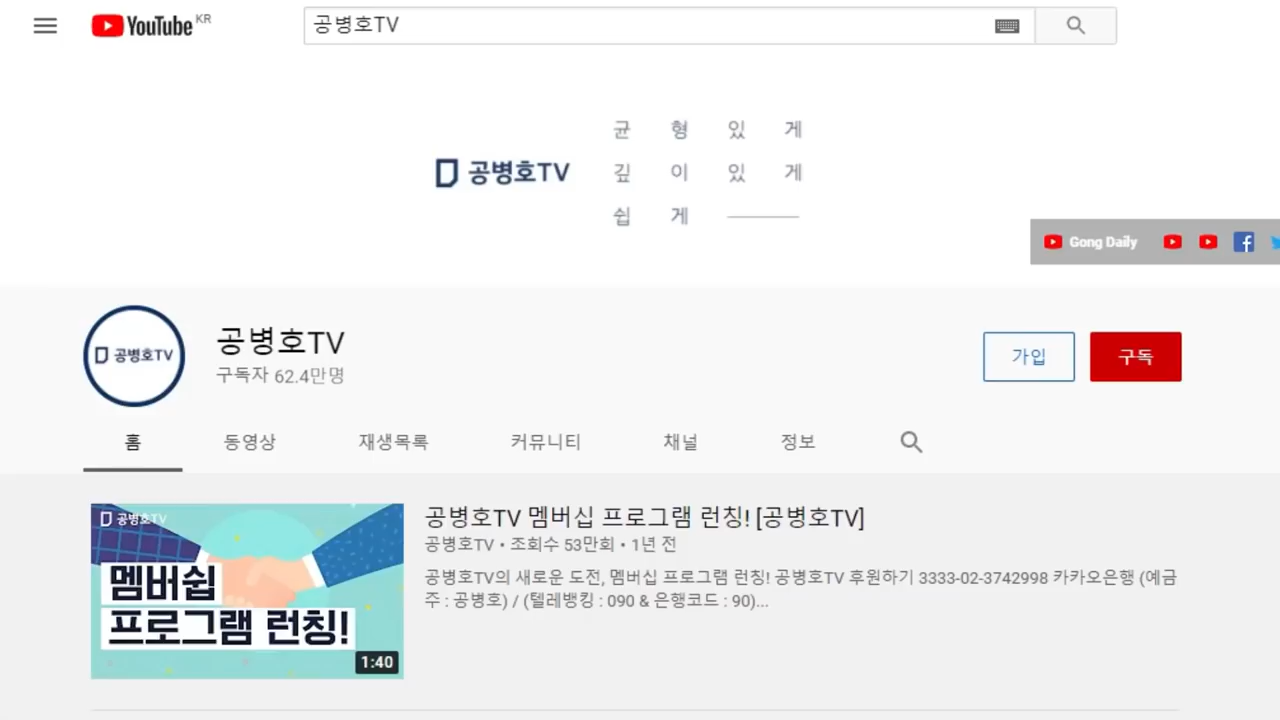 YouTube KR
공병호TV
균 형 있 게
공병호TV
깊 이 있 게
쉽 게
Gong Daily
공병호TV
공병호TV
구독자 62.4만명
가입
구독
홈 동영상 재생목록 커뮤니티 채널 정보
공병호TV
멤버쉽
프로그램 런칭!
1:40
공병호TV 멤버십 프로그램 런칭! [공병호TV]
공병호TV • 조회수 53만회 • 1년 전
공병호TV의 새로운 도전, 멤버십 프로그램 런칭! 공병호TV 후원하기 3333-02-3742998 카카오은행 (예금
주 : 공병호) / (텔레뱅킹 : 090 & 은행코드 : 90)...